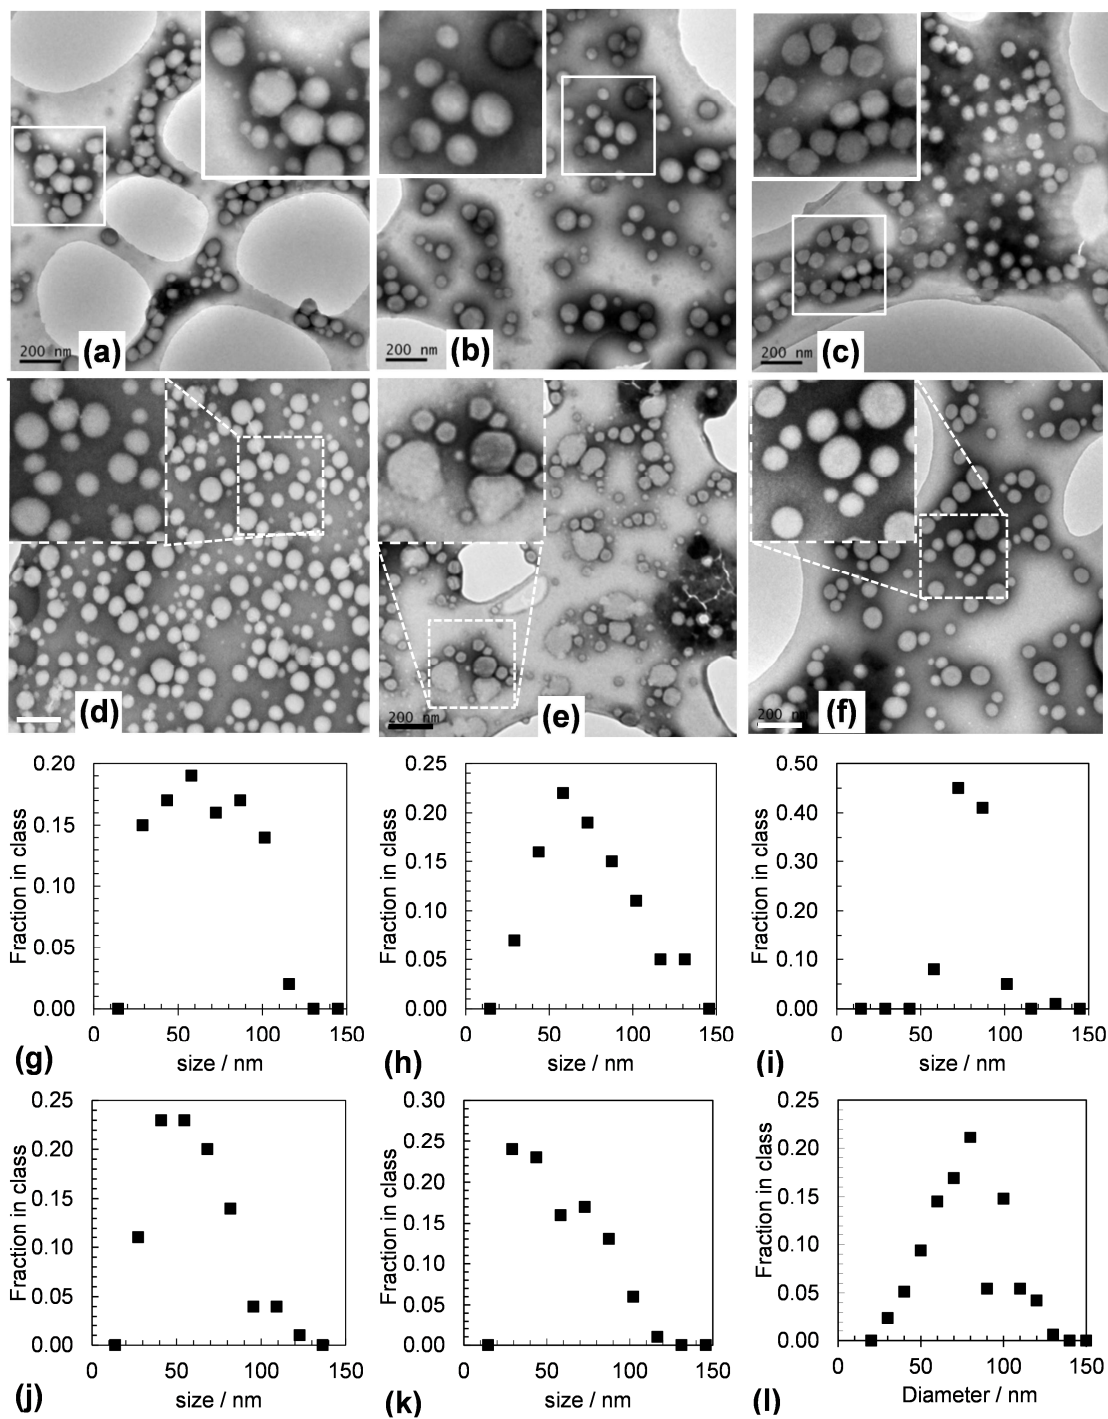 200 nm
(a)
200 nm
(b)
200 nm
(c)
(d)
200 nm
(e)
200 nm
(f)
Fraction in class
0.20
0.15
0.10
0.05
0.00
0 50 100 150
size / nm
(g)
Fraction in class
0.25
0.20
0.15
0.10
0.05
0.00
0 50 100 150
size / nm
(h)
Fraction in class
0.50
0.40
0.30
0.20
0.10
0.00
0 50 100 150
size / nm
(i)
Fraction in class
0.25
0.20
0.15
0.10
0.05
0.00
0 50 100 150
size / nm
(j)
Fraction in class
0.30
0.25
0.20
0.15
0.10
0.05
0.00
0 50 100 150
size / nm
(k)
Fraction in class
0.25
0.20
0.15
0.10
0.05
0.00
0 50 100 150
Diameter / nm
(l)